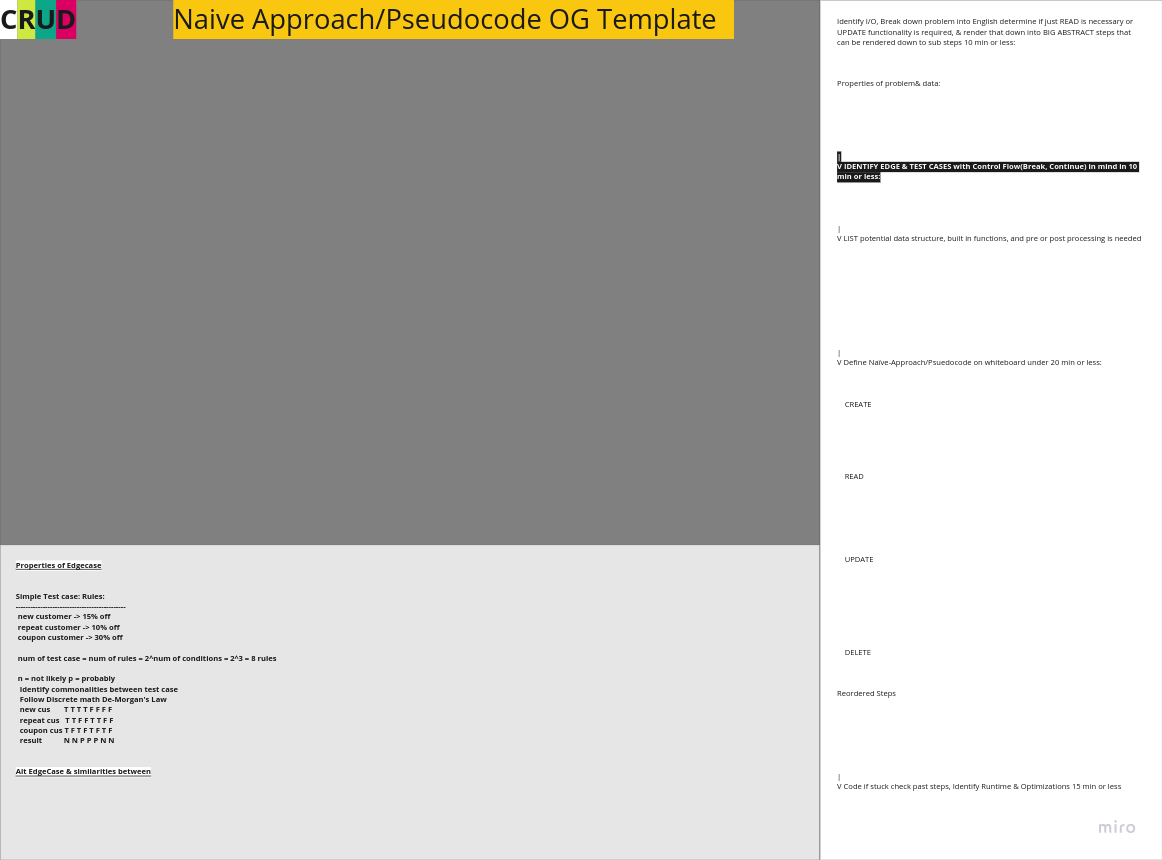 CRUD
Naive Approach/Pseudocode OG Template
Identify I/O, Break down problem into English determine if just READ is necessary or
UPDATE functionality is required, & render that down into BIG ABSTRACT steps that
can be rendered down to sub steps 10 min or less:
Properties of problem& data:
|
V IDENTIFY EDGE & TEST CASES with Control Flow(Break, Continue) in mind in 10
min or less:
|
V LIST potential data structure, built in functions, and pre or post processing is needed
|
V Define Naïve-Approach/Psuedocode on whiteboard under 20 min or less:
CREATE
READ
UPDATE
DELETE
Reordered Steps
|
V Code if stuck check past steps, Identify Runtime & Optimizations 15 min or less
miro
Properties of Edgecase
Simple Test case: Rules:
--------------------------------------------
new customer -> 15% off
repeat customer -> 10% off
coupon customer -> 30% off
num of test case = num of rules = 2^num of conditions = 2^3 = 8 rules
n = not likely p = probably
Identify commonalities between test case
Follow Discrete math De-Morgan's Law
new cus T T T T F F F F
repeat cus T T F F T T F F
coupon cus T F T F T F T F
result N N P P P N N
Alt EdgeCase & similarities between